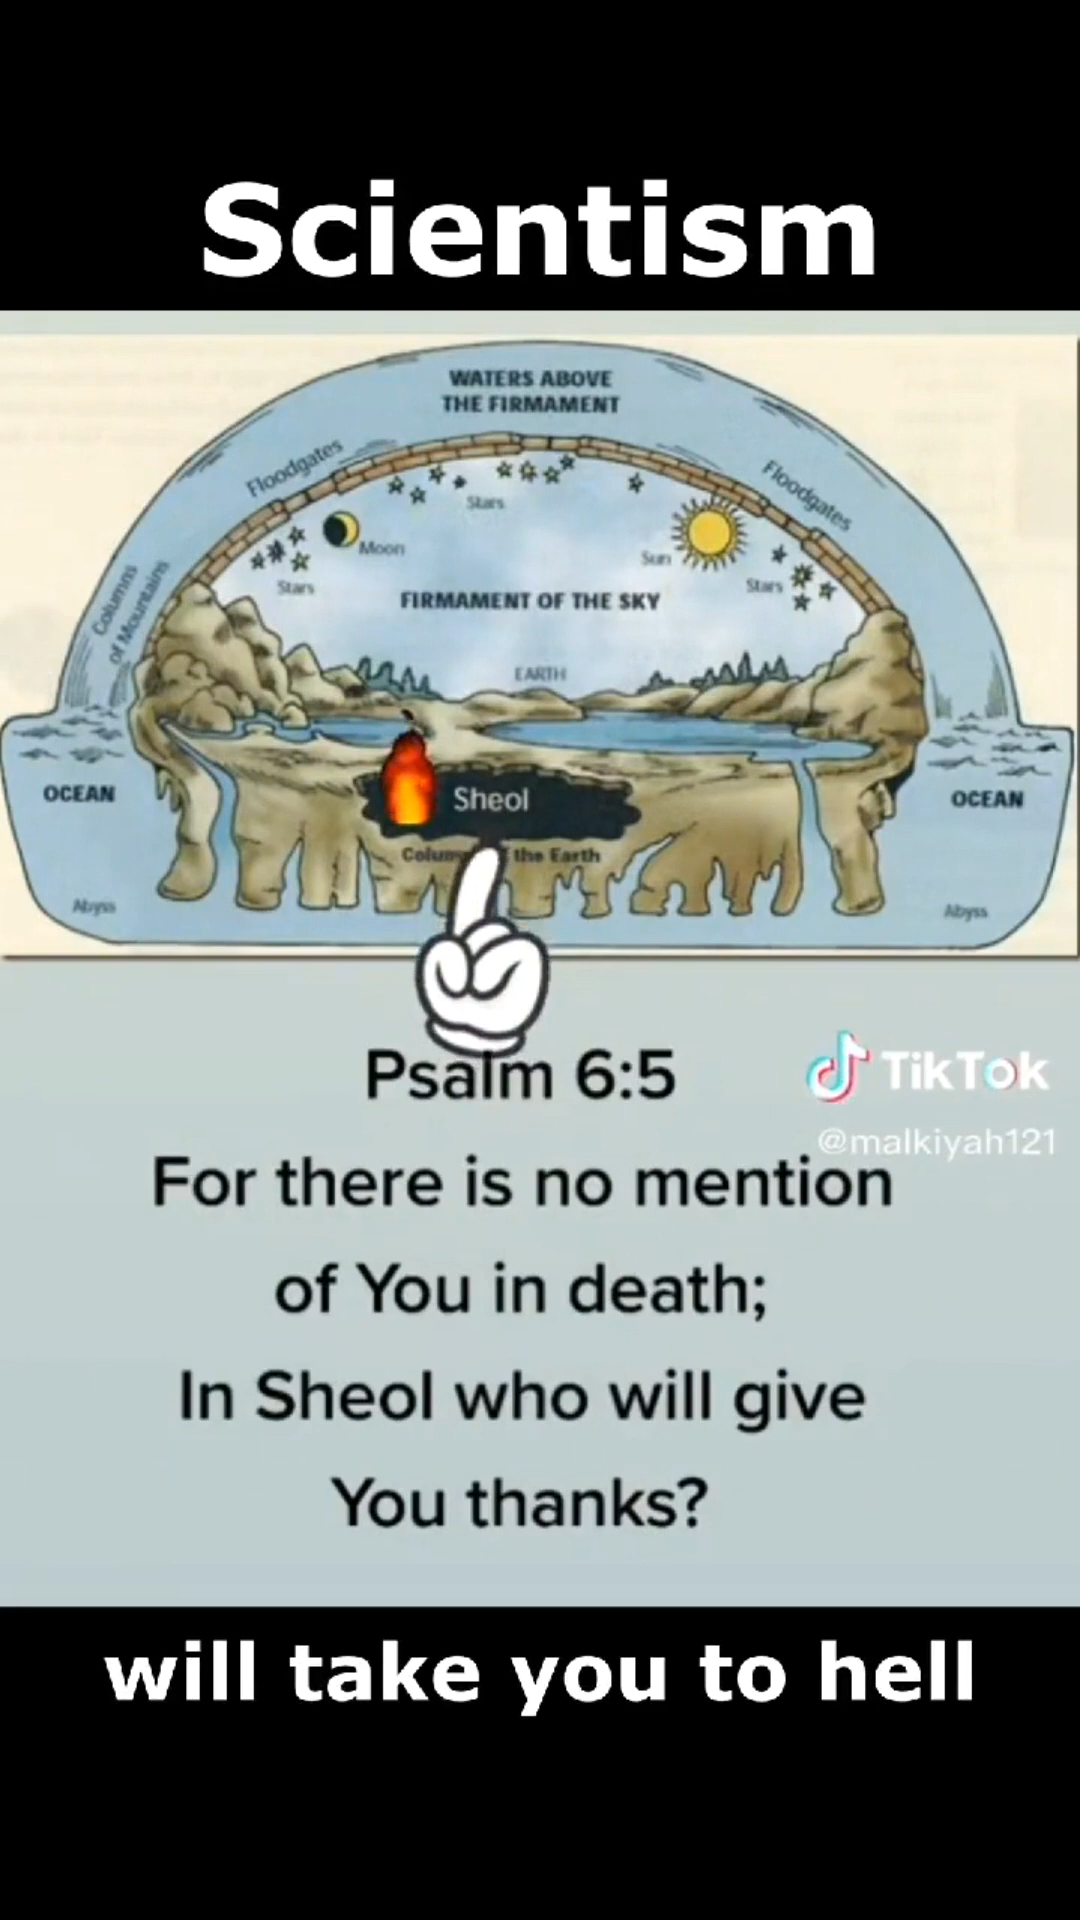 Scientism
WATERS ABOVE
THE FIRMAMENT
Floodgates
Floodgates
Stars
Moon
Sun
Stars
Stars
Columns
of Mountains
FIRMAMENT OF THE SKY
EARTH
OCEAN
Sheol
OCEAN
the Earth
Abyss
Abyss
Psalm 6:5
TikTok
@malkiyah121
For there is no mention
of You in death;
In Sheol who will give
You thanks?
will take you to hell